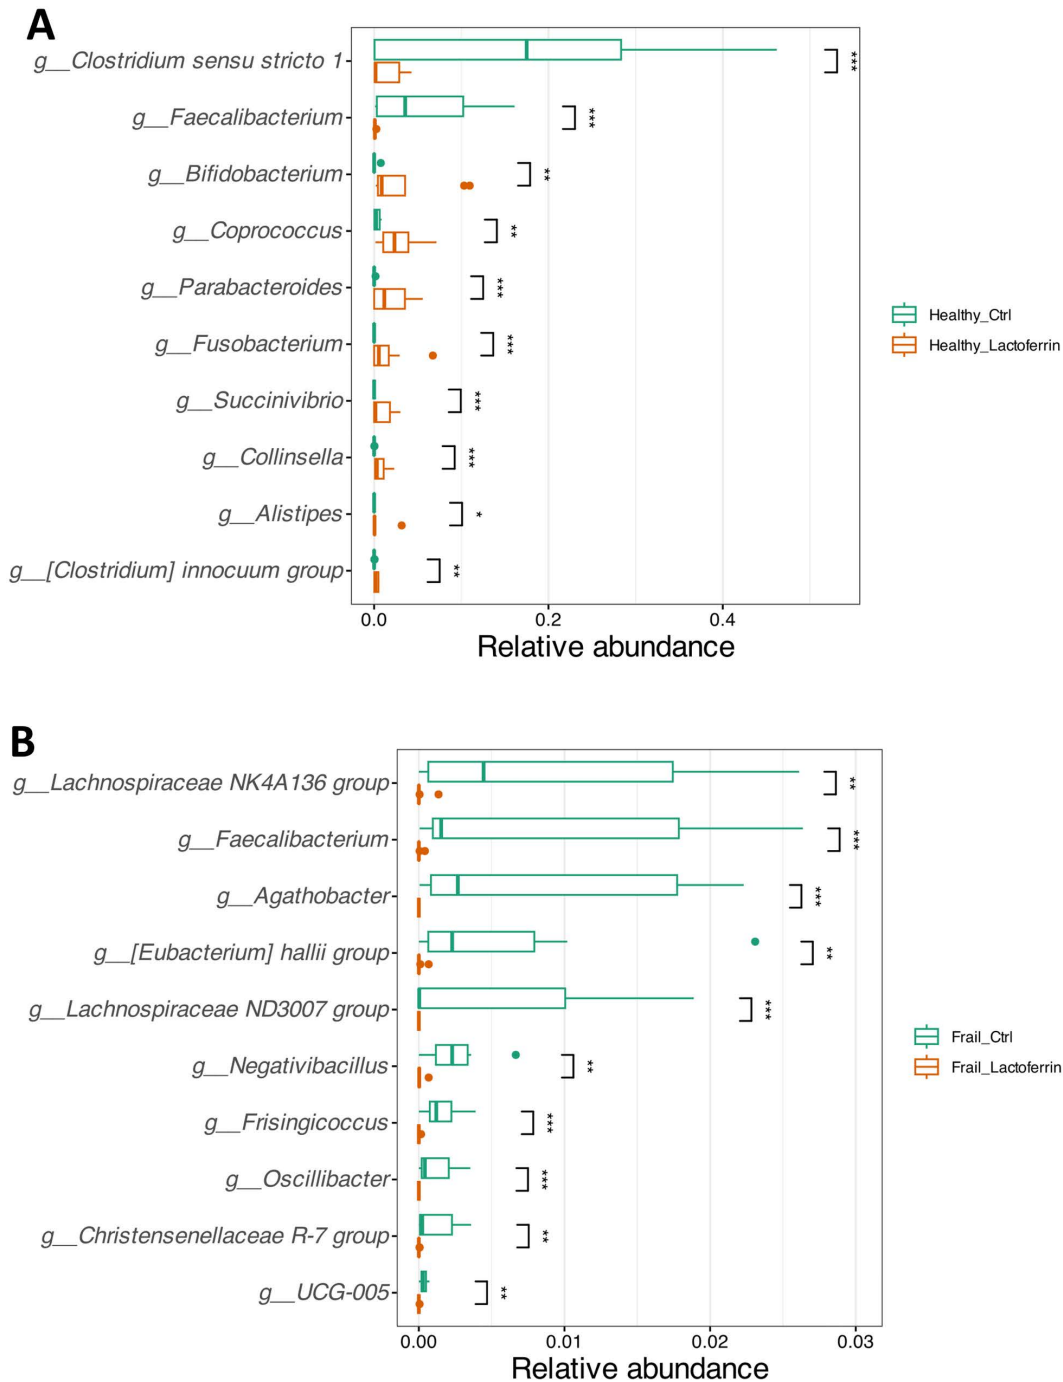 A
g__Clostridium sensu stricto 1
***
g__Faecalibacterium
***
g__Bifidobacterium
**
g__Coprococcus
**
g__Parabacteroides
***
g__Fusobacterium
***
g__Succinivibrio
***
g__Collinsella
***
g__Alistipes
*
g__[Clostridium] innocuum group
**
0.0 0.2 0.4
Relative abundance
Healthy_Ctrl
Healthy_Lactoferrin
B
g__Lachnospiraceae NK4A136 group
**
g__Faecalibacterium
***
g__Agathobacter
***
g__[Eubacterium] hallii group
**
g__Lachnospiraceae ND3007 group
***
g__Negativibacillus
**
g__Frisingicoccus
***
g__Oscillibacter
***
g__Christensenellaceae R-7 group
**
g__UCG-005
**
0.00 0.01 0.02 0.03
Relative abundance
Frail_Ctrl
Frail_Lactoferrin